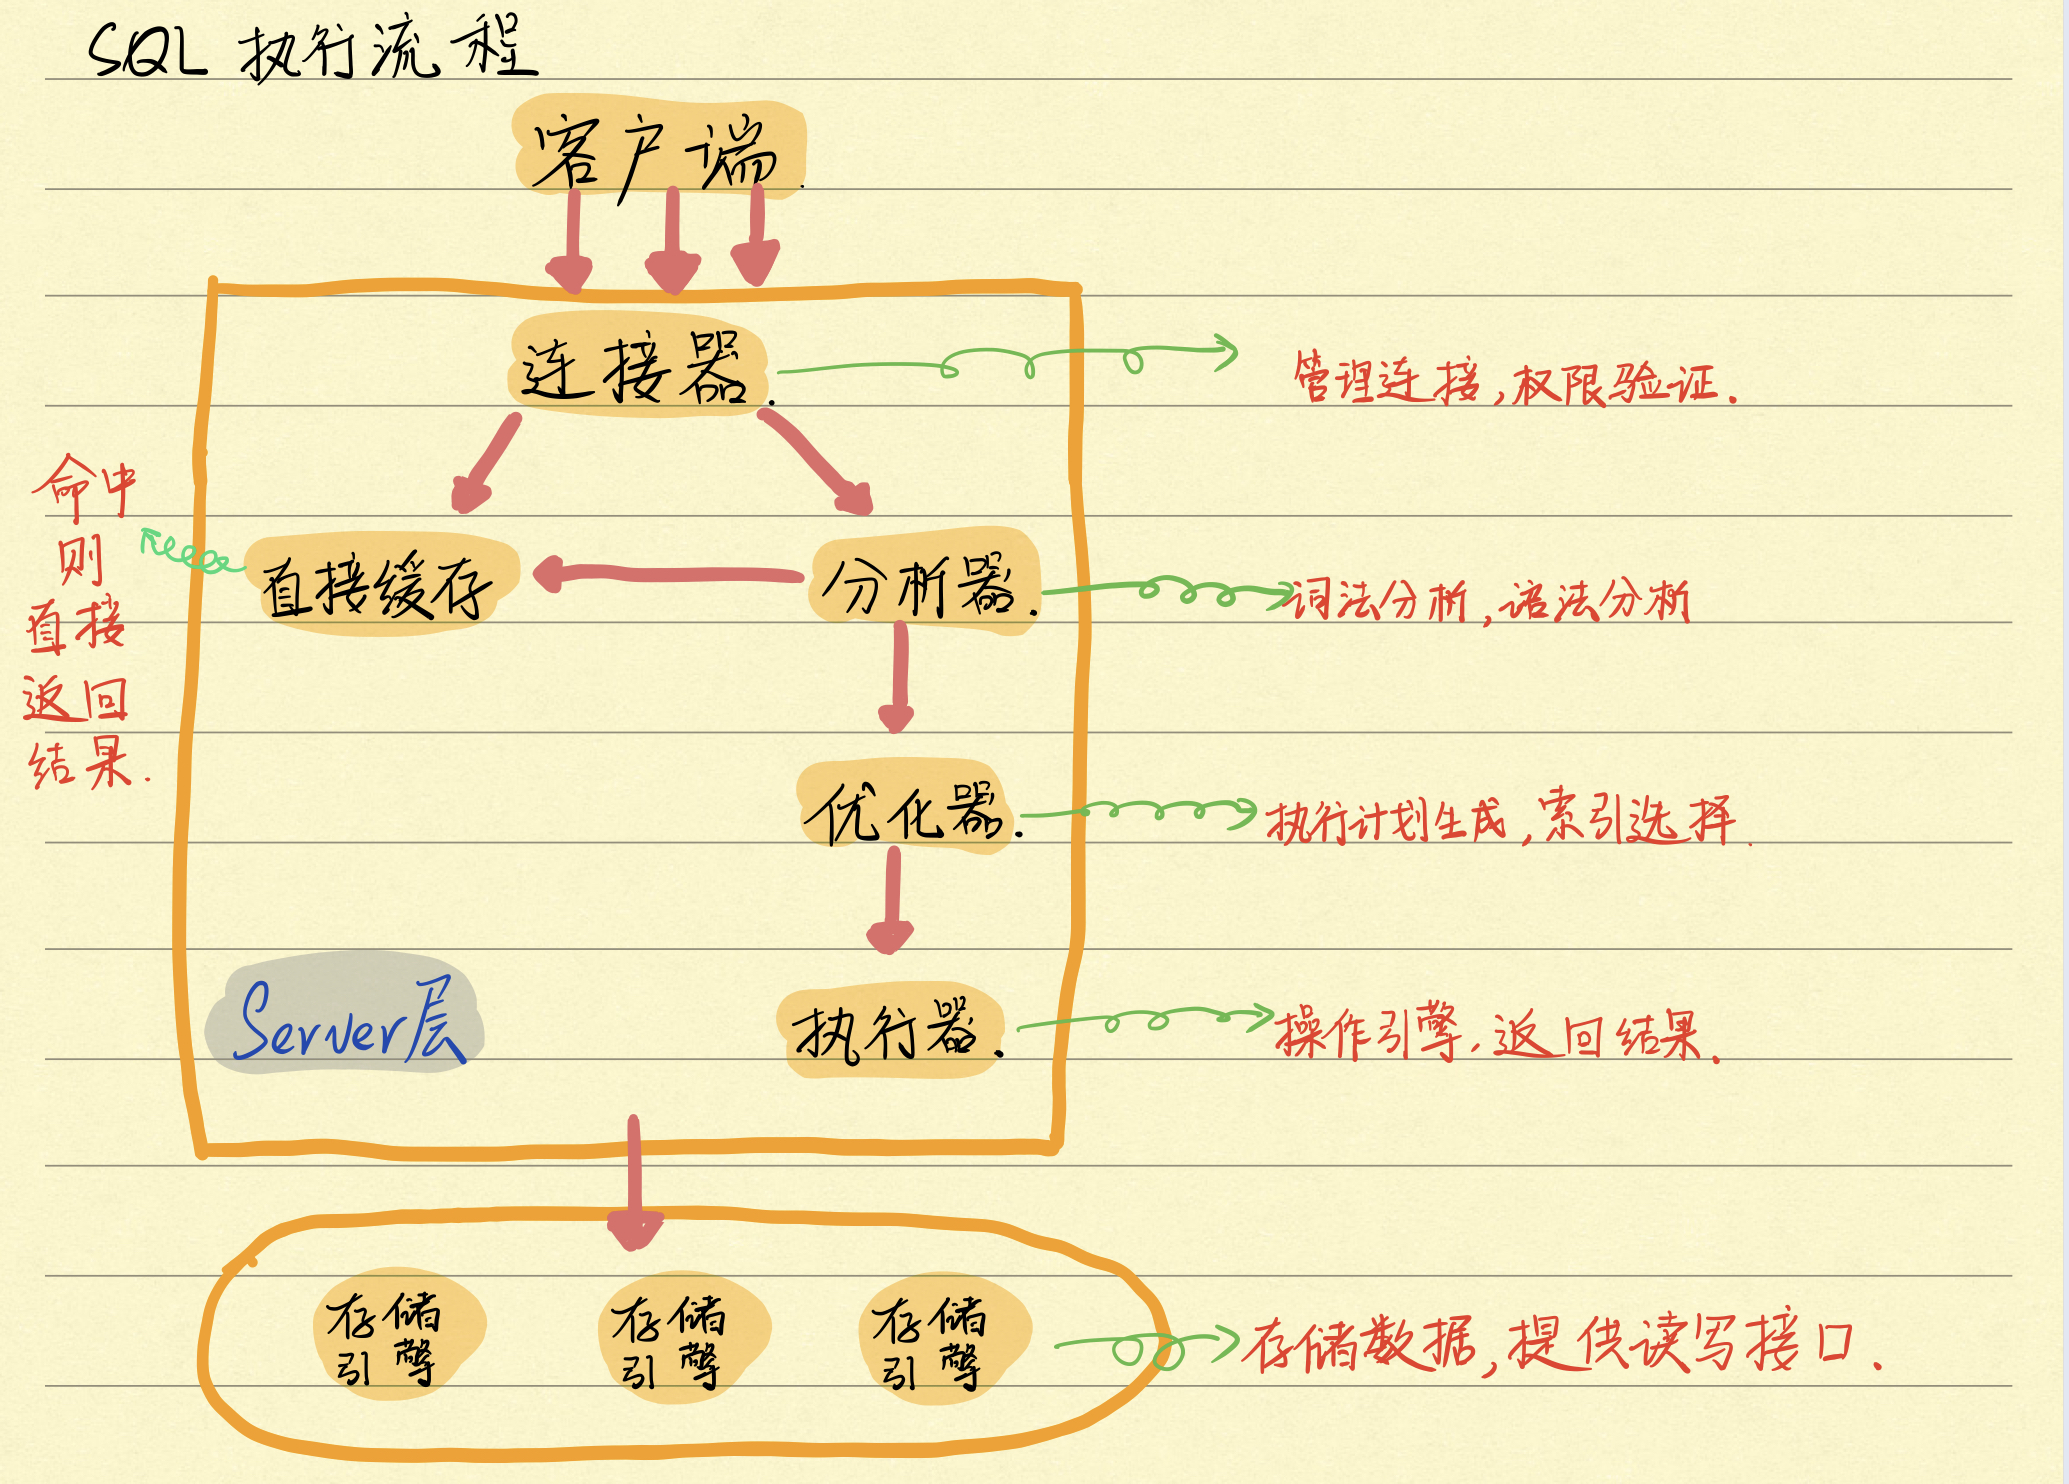 SQL 执行流程
客户端.
连接器.
管理连接,权限验证.
命中
则
直接
返回
结果.
直接缓存
分析器.
词法分析,语法分析
优化器.
执行计划生成,索引选择.
Server层
执行器.
操作引擎,返回结果.
存储
引擎
存储
引擎
存储
引擎
存储数据,提供读写接口.